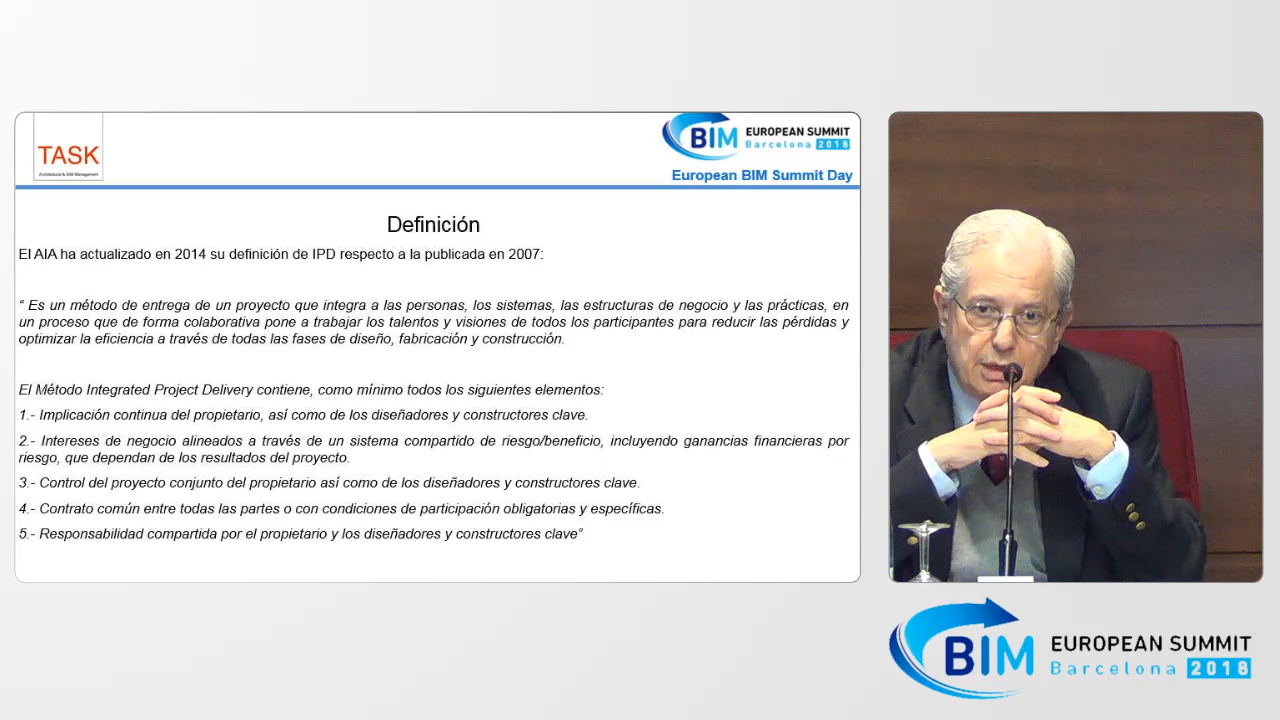 TASK
Architectural & BIM Management
BIM EUROPEAN SUMMIT
Barcelona 2018
European BIM Summit Day
Definición
El AIA ha actualizado en 2014 su definición de IPD respecto a la publicada en 2007:
“ Es un método de entrega de un proyecto que integra a las personas, los sistemas, las estructuras de negocio y las prácticas, en
un proceso que de forma colaborativa pone a trabajar los talentos y visiones de todos los participantes para reducir las pérdidas y
optimizar la eficiencia a través de todas las fases de diseño, fabricación y construcción.
El Método Integrated Project Delivery contiene, como mínimo todos los siguientes elementos:
1.- Implicación continua del propietario, así como de los diseñadores y constructores clave.
2.- Intereses de negocio alineados a través de un sistema compartido de riesgo/beneficio, incluyendo ganancias financieras por
riesgo, que dependan de los resultados del proyecto.
3.- Control del proyecto conjunto del propietario así como de los diseñadores y constructores clave.
4.- Contrato común entre todas las partes o con condiciones de participación obligatorias y específicas.
5.- Responsabilidad compartida por el propietario y los diseñadores y constructores clave”
BIM EUROPEAN SUMMIT
Barcelona 2018